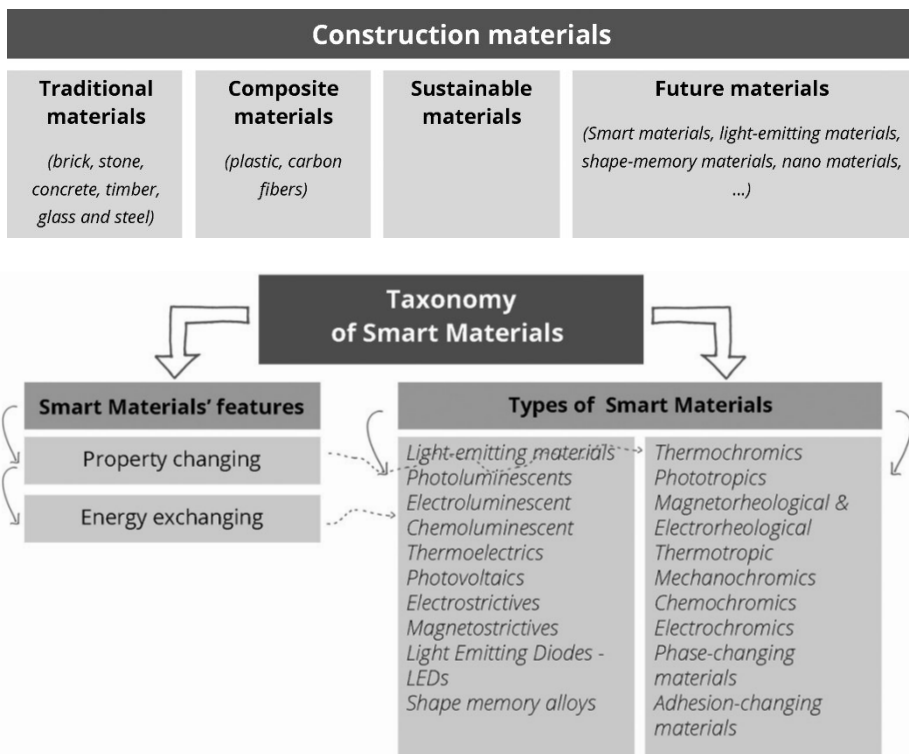 Construction materials
Traditional
materials
(brick, stone,
concrete, timber,
glass and steel)
Composite
materials
(plastic, carbon
fibers)
Sustainable
materials
Future materials
(Smart materials, light-emitting materials,
shape-memory materials, nano materials,
...)
Taxonomy
of Smart Materials
Smart Materials' features
Property changing
Energy exchanging
Types of Smart Materials
Light-emitting materials
Photoluminescents
Electroluminescent
Chemoluminescent
Thermoelectrics
Photovoltaics
Electrostrictives
Magnetostrictives
Light Emitting Diodes -
LEDs
Shape memory alloys
Thermochromics
Phototropics
Magnetorheological &
Electrorheological
Thermotropic
Mechanochromics
Chemochromics
Electrochromics
Phase-changing
materials
Adhesion-changing
materials